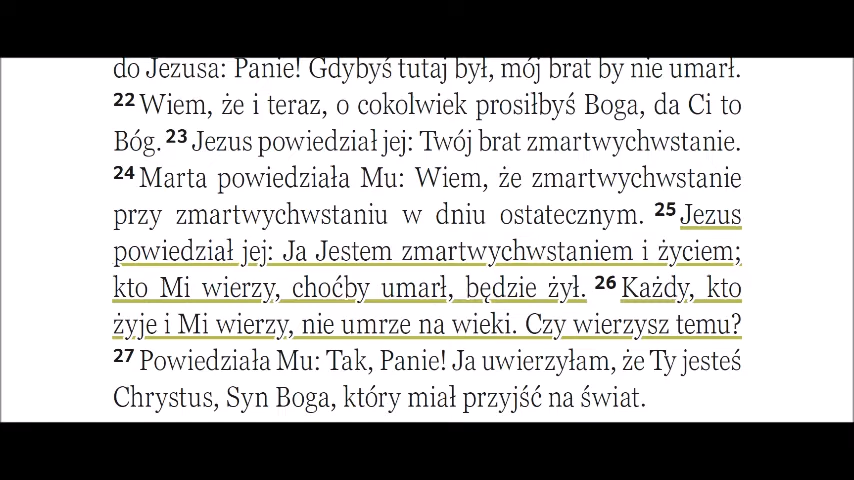 do Jezusa: Panie! Gdybyś tutaj był, mój brat by nie umarł.
22 Wiem, że i teraz, o cokolwiek prosiłbyś Boga, da Ci to
Bóg. 23 Jezus powiedział jej: Twój brat zmartwychwstanie.
24 Marta powiedziała Mu: Wiem, że zmartwychwstanie
przy zmartwychwstaniu w dniu ostatecznym. 25 Jezus
powiedział jej: Ja Jestem zmartwychwstaniem i życiem;
kto Mi wierzy, choćby umarł, będzie żył. 26 Każdy, kto
żyje i Mi wierzy, nie umrze na wieki. Czy wierzysz temu?
27 Powiedziała Mu: Tak, Panie! Ja uwierzyłam, że Ty jesteś
Chrystus, Syn Boga, który miał przyjść na świat.